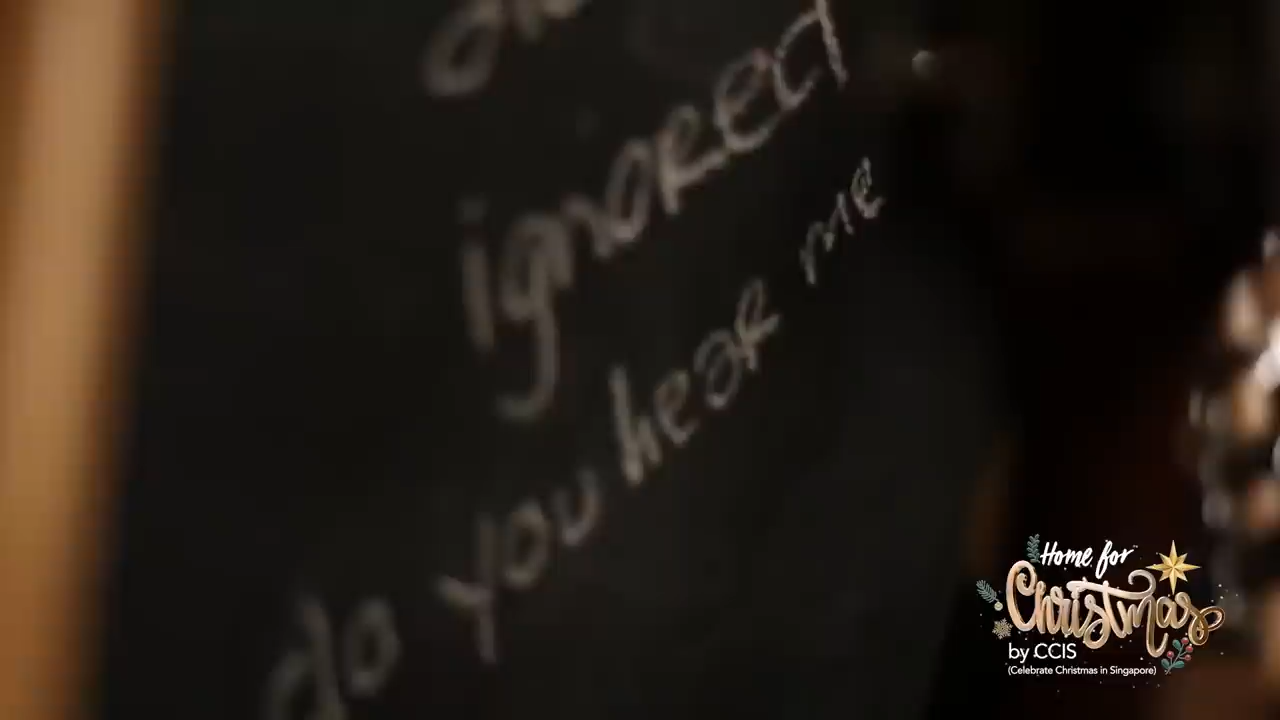 ignored
do you hear me
Home for
Christmas
by CCIS
(Celebrate Christmas in Singapore)